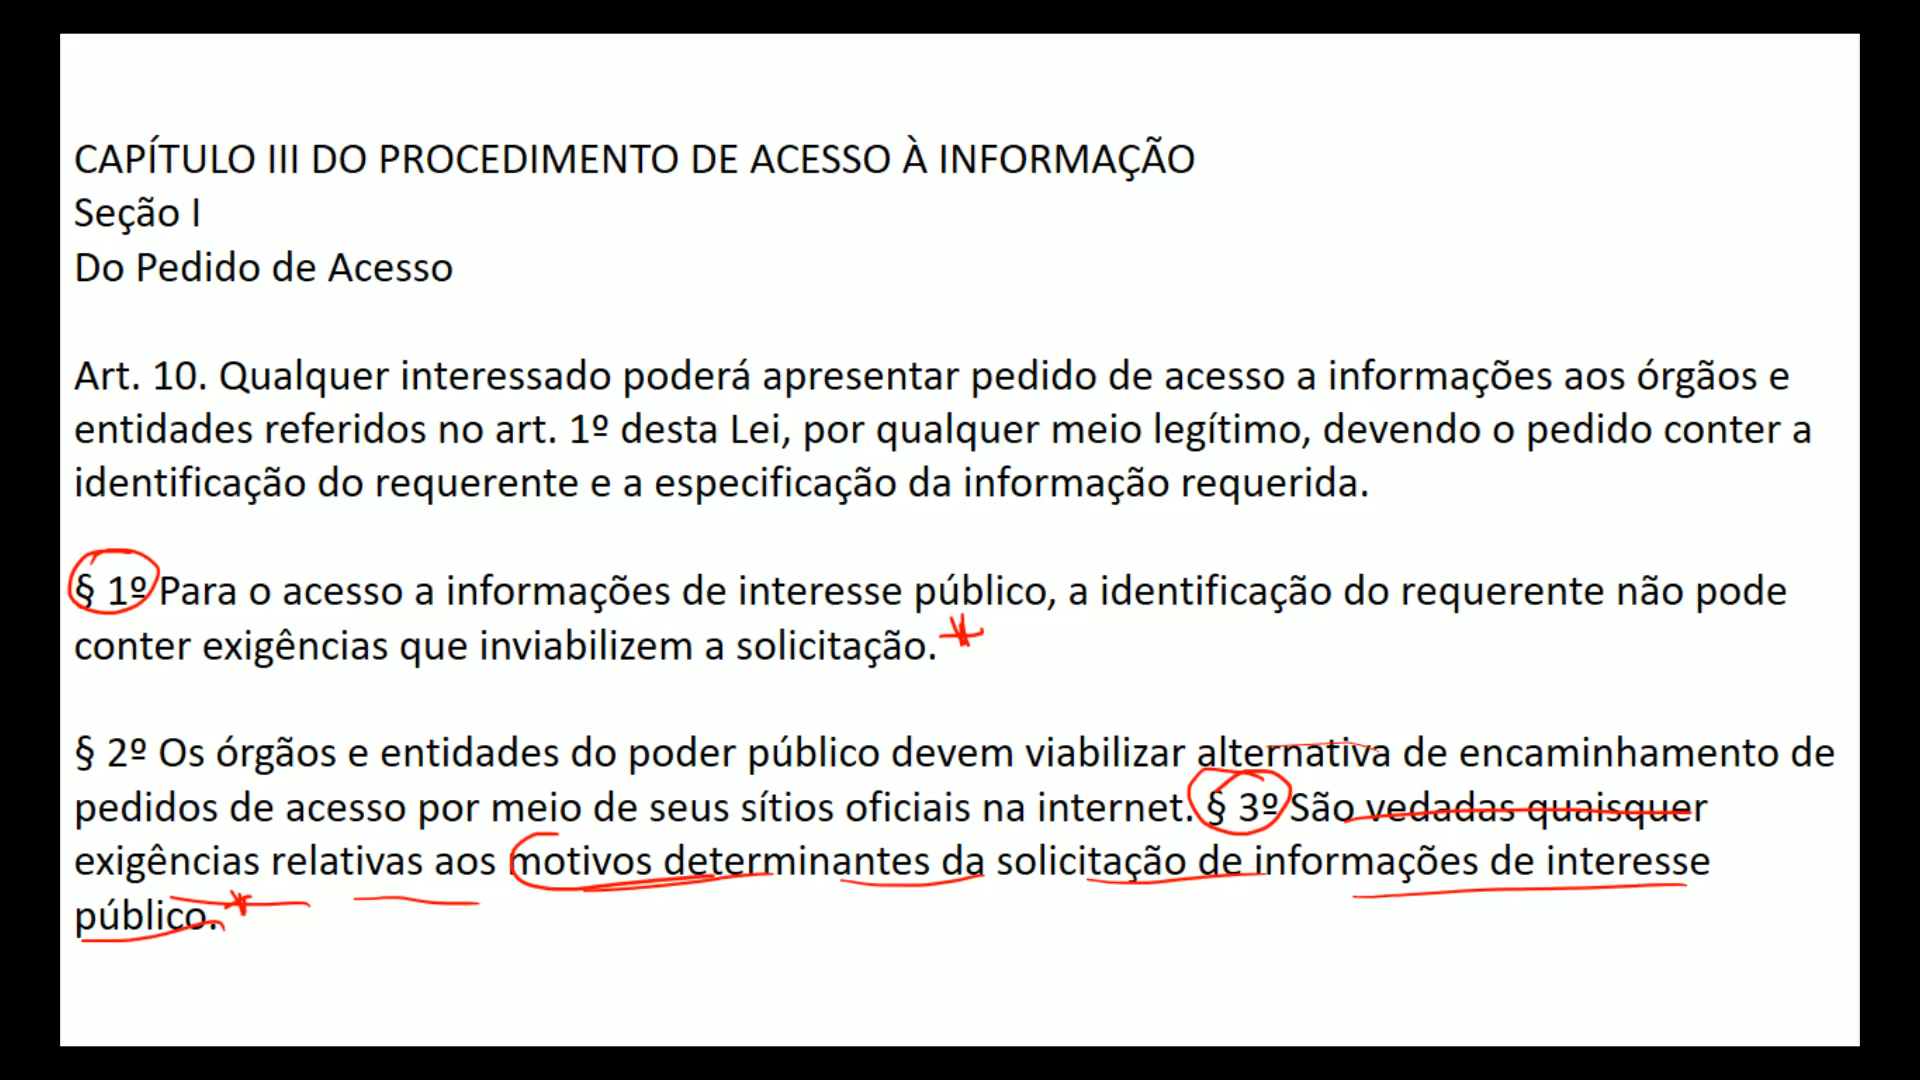 CAPÍTULO III DO PROCEDIMENTO DE ACESSO À INFORMAÇÃO
Seção I
Do Pedido de Acesso
Art. 10. Qualquer interessado poderá apresentar pedido de acesso a informações aos órgãos e
entidades referidos no art. 1º desta Lei, por qualquer meio legítimo, devendo o pedido conter a
identificação do requerente e a especificação da informação requerida.
§ 1º Para o acesso a informações de interesse público, a identificação do requerente não pode
conter exigências que inviabilizem a solicitação.
§ 2º Os órgãos e entidades do poder público devem viabilizar alternativa de encaminhamento de
pedidos de acesso por meio de seus sítios oficiais na internet. § 3º São vedadas quaisquer
exigências relativas aos motivos determinantes da solicitação de informações de interesse
público.